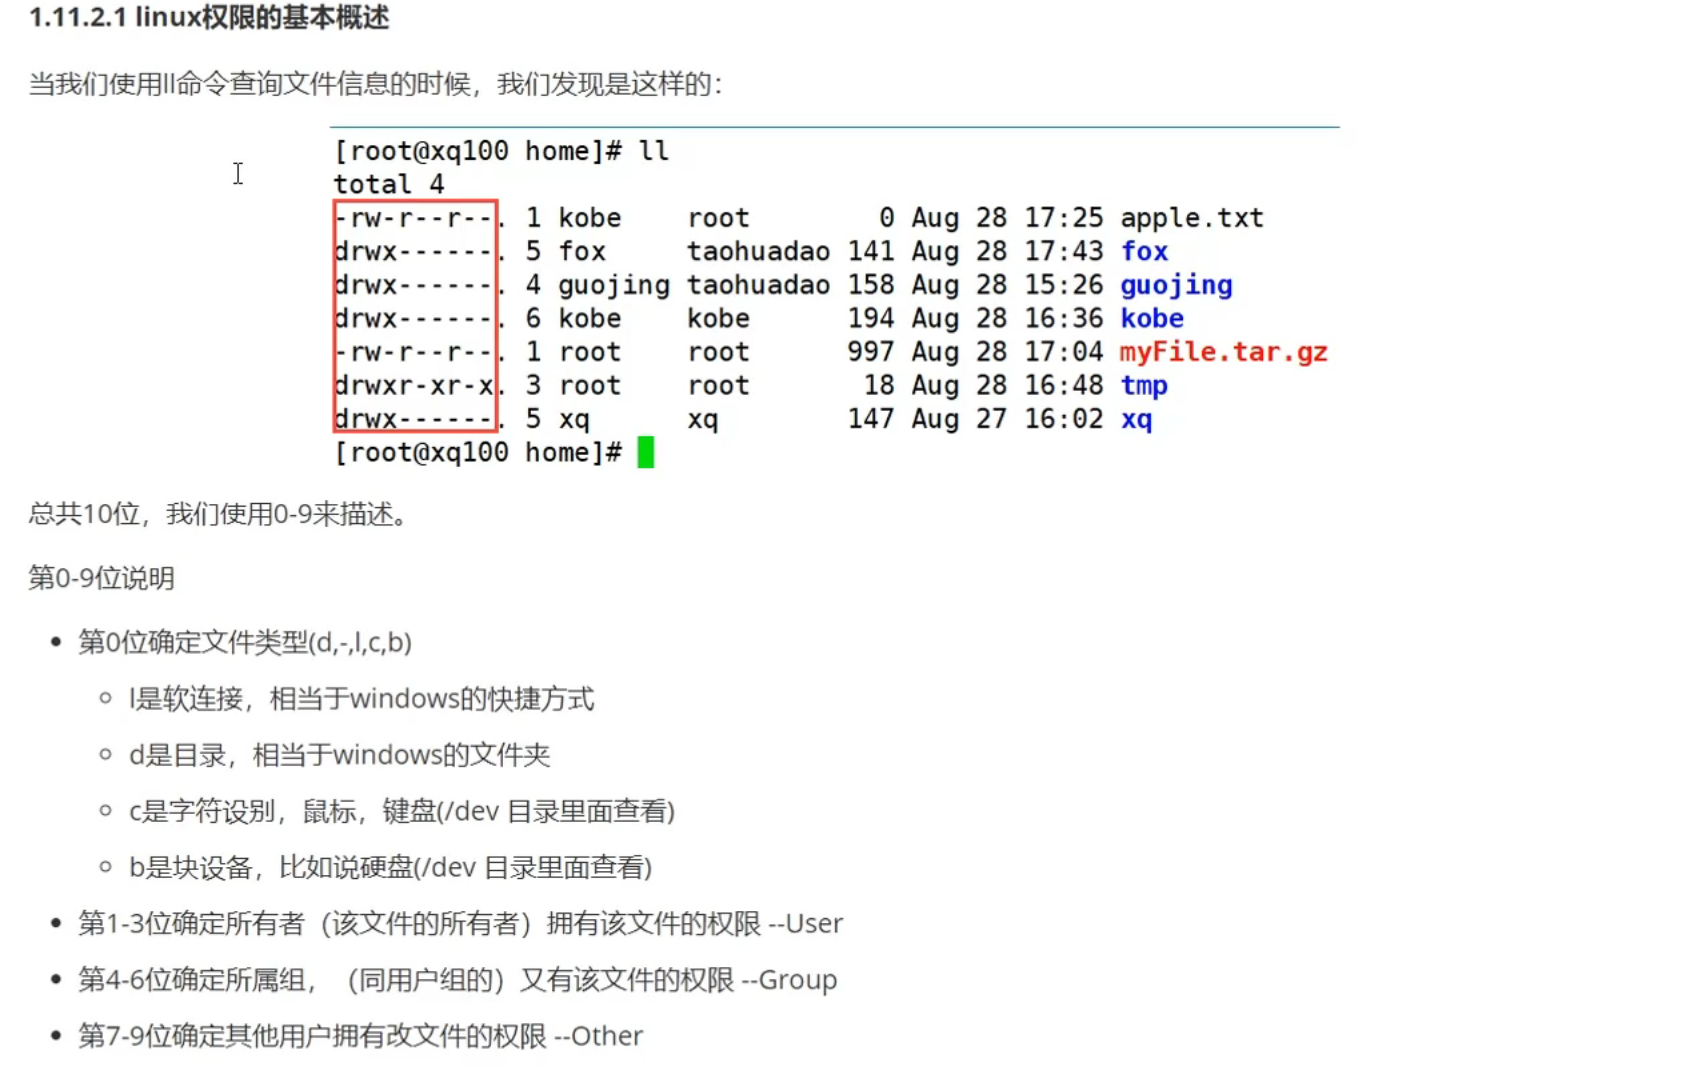 1.11.2.1 linux权限的基本概述
当我们使用ll命令查询文件信息的时候，我们发现是这样的：
[root@xq100 home]# ll
total 4
-rw-r--r--. 1 kobe    root        0 Aug 28 17:25 apple.txt
drwx------. 5 fox     taohuadao 141 Aug 28 17:43 fox
drwx------. 4 guojing taohuadao 158 Aug 28 15:26 guojing
drwx------. 6 kobe    kobe      194 Aug 28 16:36 kobe
-rw-r--r--. 1 root    root      997 Aug 28 17:04 myFile.tar.gz
drwxr-xr-x. 3 root    root       18 Aug 28 16:48 tmp
drwx------. 5 xq      xq        147 Aug 27 16:02 xq
[root@xq100 home]#
总共10位，我们使用0-9来描述。
第0-9位说明
• 第0位确定文件类型(d,-,l,c,b)
○ l是软连接，相当于windows的快捷方式
○ d是目录，相当于windows的文件夹
○ c是字符设别，鼠标，键盘(/dev 目录里面查看)
○ b是块设备，比如说硬盘(/dev 目录里面查看)
• 第1-3位确定所有者（该文件的所有者）拥有该文件的权限 --User
• 第4-6位确定所属组，（同用户组的）又有该文件的权限 --Group
• 第7-9位确定其他用户拥有改文件的权限 --Other